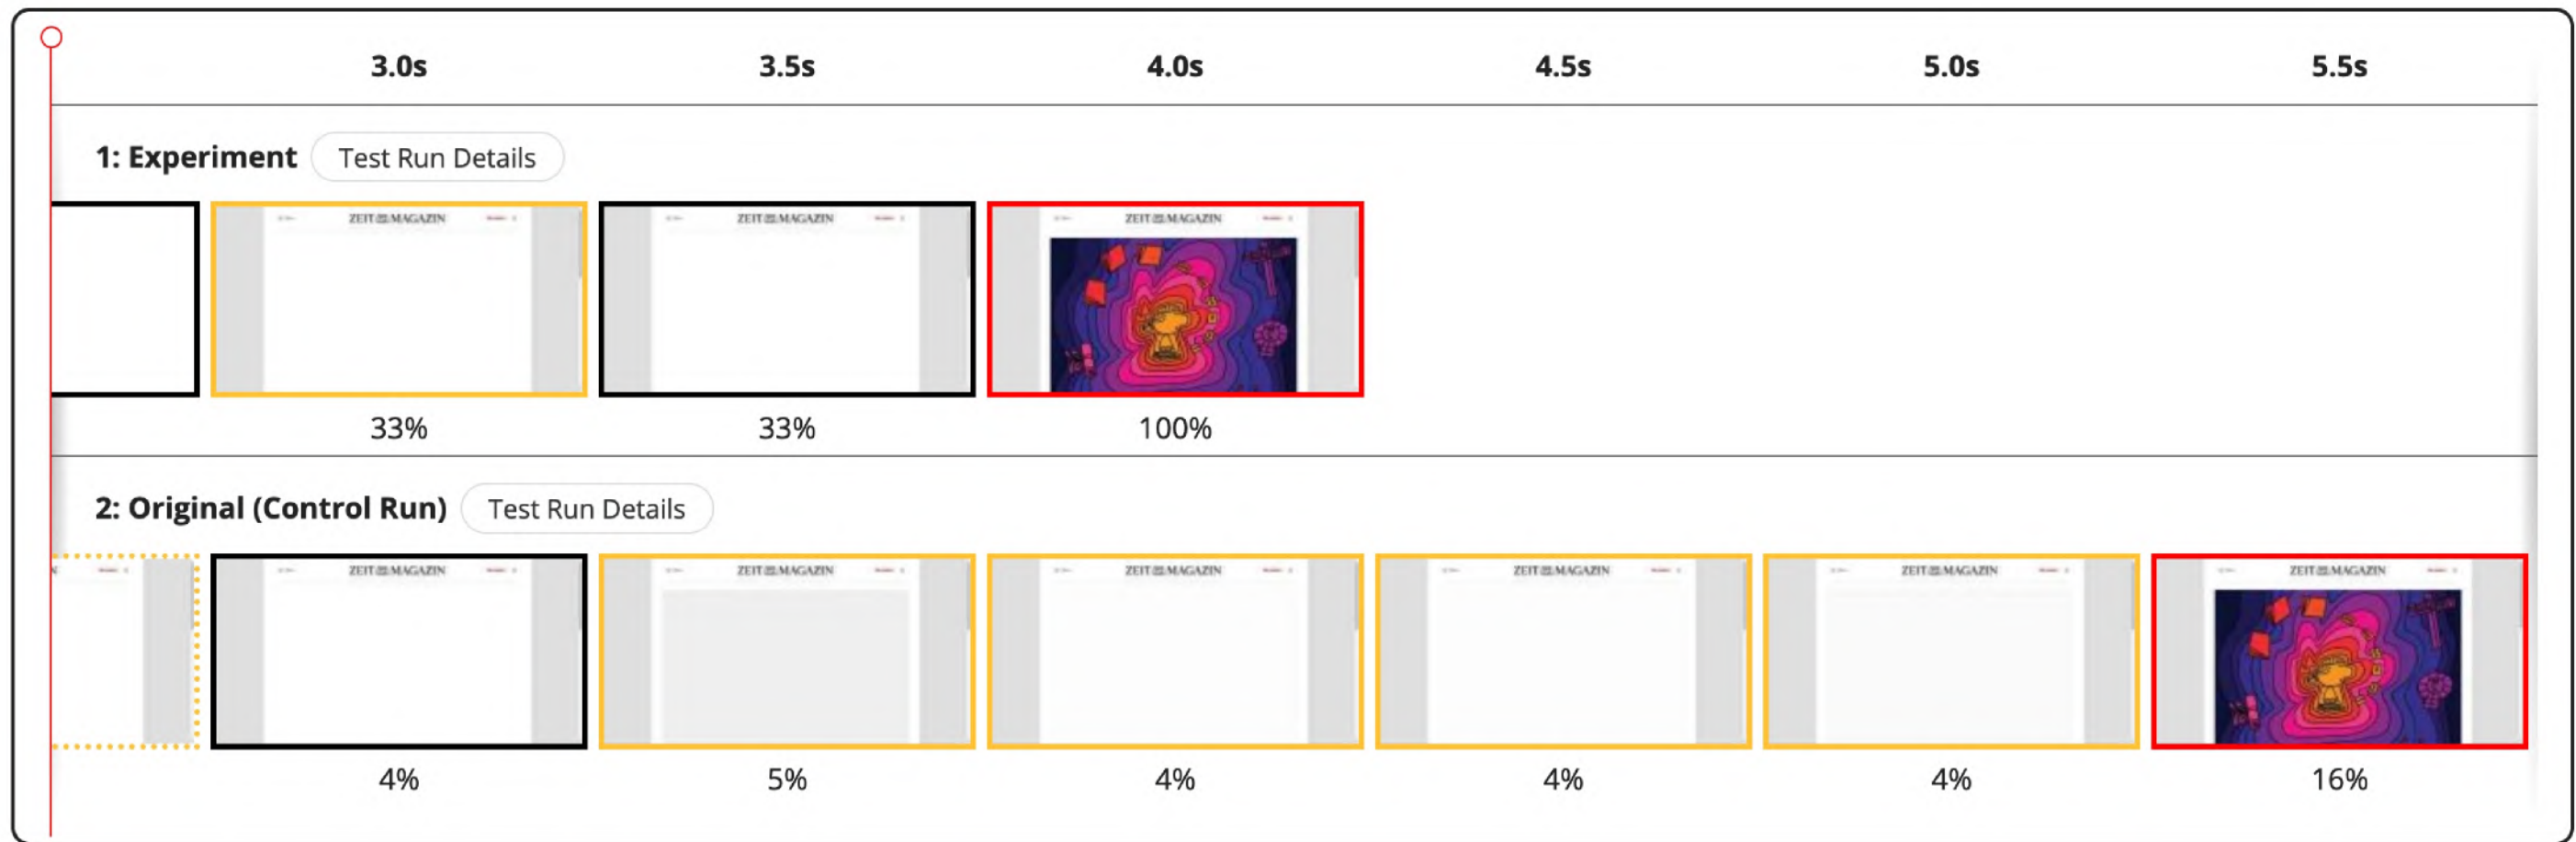 3.0s 3.5s 4.0s 4.5s 5.0s 5.5s
1: Experiment Test Run Details
ZEIT MAGAZIN ZEIT MAGAZIN ZEIT MAGAZIN
33% 33% 100%
2: Original (Control Run) Test Run Details
ZEIT MAGAZIN ZEIT MAGAZIN ZEIT MAGAZIN ZEIT MAGAZIN ZEIT MAGAZIN ZEIT MAGAZIN
4% 5% 4% 4% 4% 16%